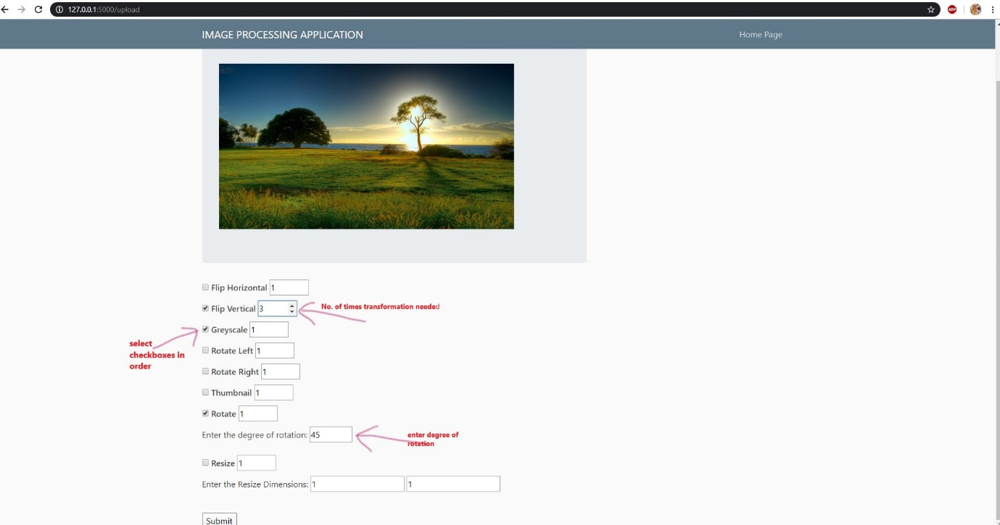 127.0.0.1:5000/upload
ABP
IMAGE PROCESSING APPLICATION Home Page
Flip Horizontal 1
Flip Vertical 3 No. of times transformation needed
Greyscale 1
select
checkboxes in
order
Rotate Left 1
Rotate Right 1
Thumbnail 1
Rotate 1
Enter the degree of rotation: 45 enter degree of
rotation
Resize 1
Enter the Resize Dimensions: 1 1
Submit